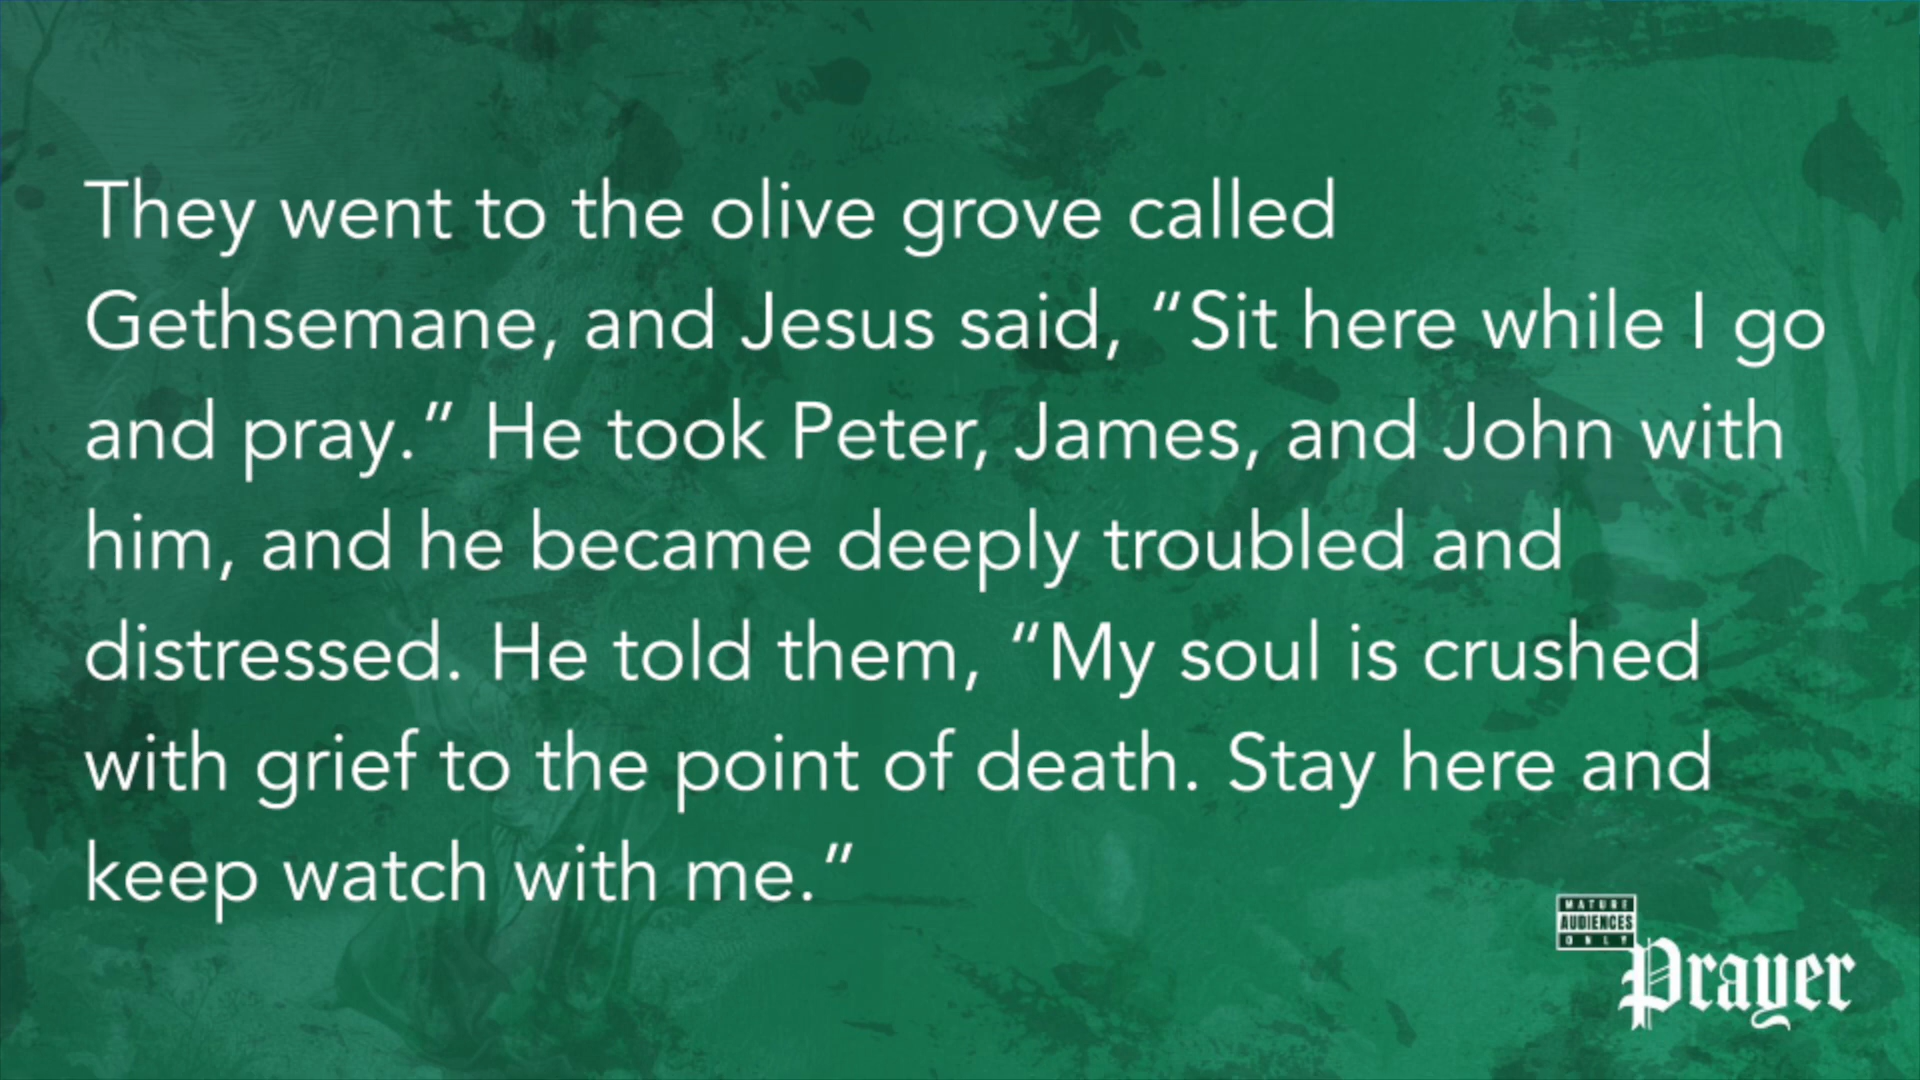 They went to the olive grove called
Gethsemane, and Jesus said, “Sit here while I go
and pray.” He took Peter, James, and John with
him, and he became deeply troubled and
distressed. He told them, “My soul is crushed
with grief to the point of death. Stay here and
keep watch with me.”
MATURE
AUDIENCES
ONLY
Prayer